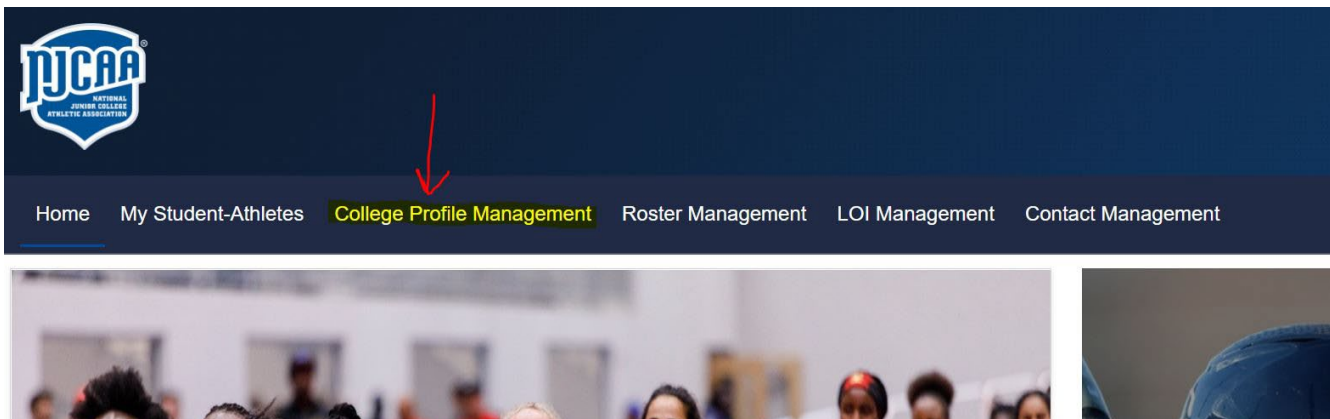 NJCAA
NATIONAL
JUNIOR COLLEGE
ATHLETIC ASSOCIATION
®
Home My Student-Athletes College Profile Management Roster Management LOI Management Contact Management